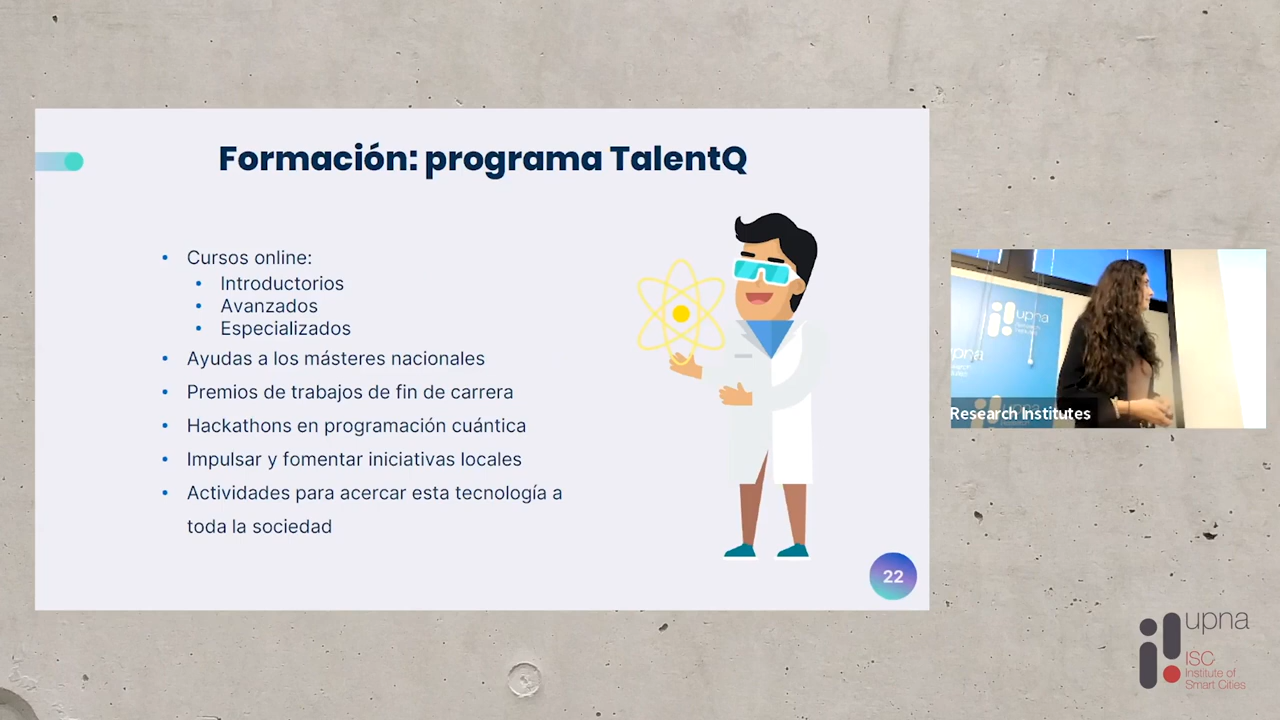 Formación: programa TalentQ
• Cursos online:
• Introductorios
• Avanzados
• Especializados
• Ayudas a los másteres nacionales
• Premios de trabajos de fin de carrera
• Hackathons en programación cuántica
• Impulsar y fomentar iniciativas locales
• Actividades para acercar esta tecnología a
toda la sociedad
22
upna
Research Institutes
upna
ISC
Institute of
Smart Cities